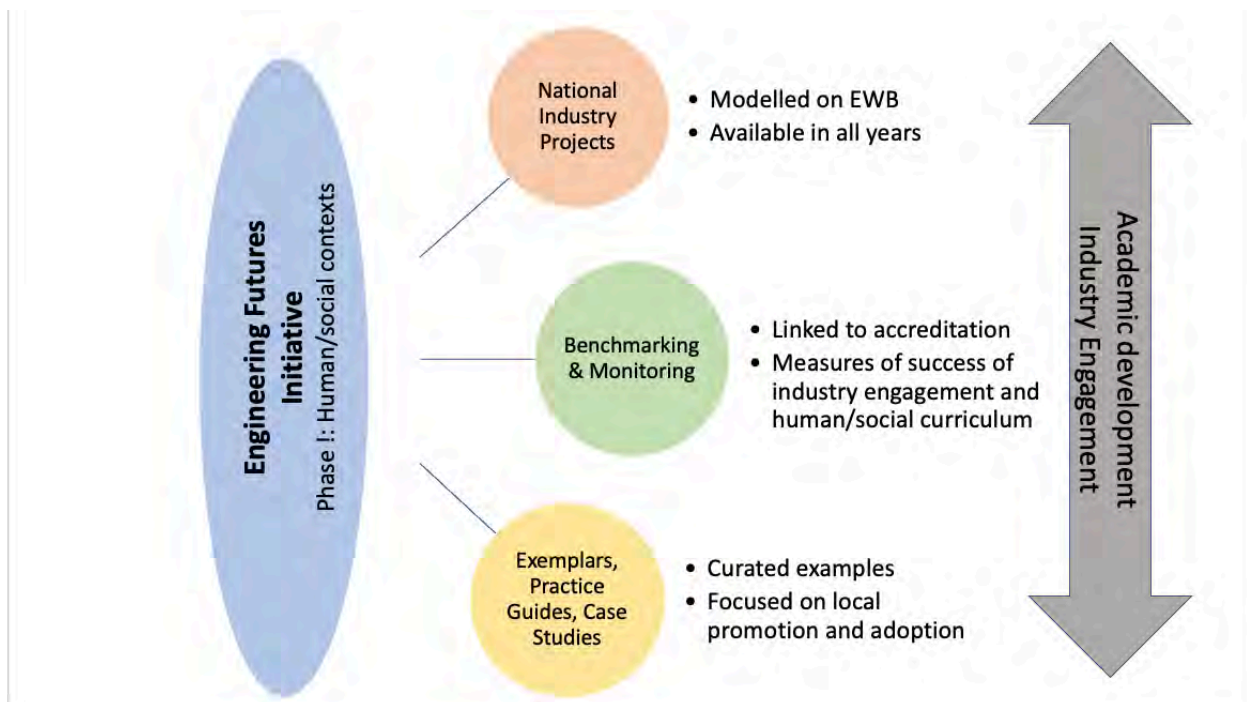 Engineering Futures
Initiative
Phase !: Human/social contexts
National
Industry
Projects
• Modelled on EWB
• Available in all years
Benchmarking
& Monitoring
• Linked to accreditation
• Measures of success of
industry engagement and
human/social curriculum
Exemplars,
Practice
Guides, Case
Studies
• Curated examples
• Focused on local
promotion and adoption
Academic development
Industry Engagement